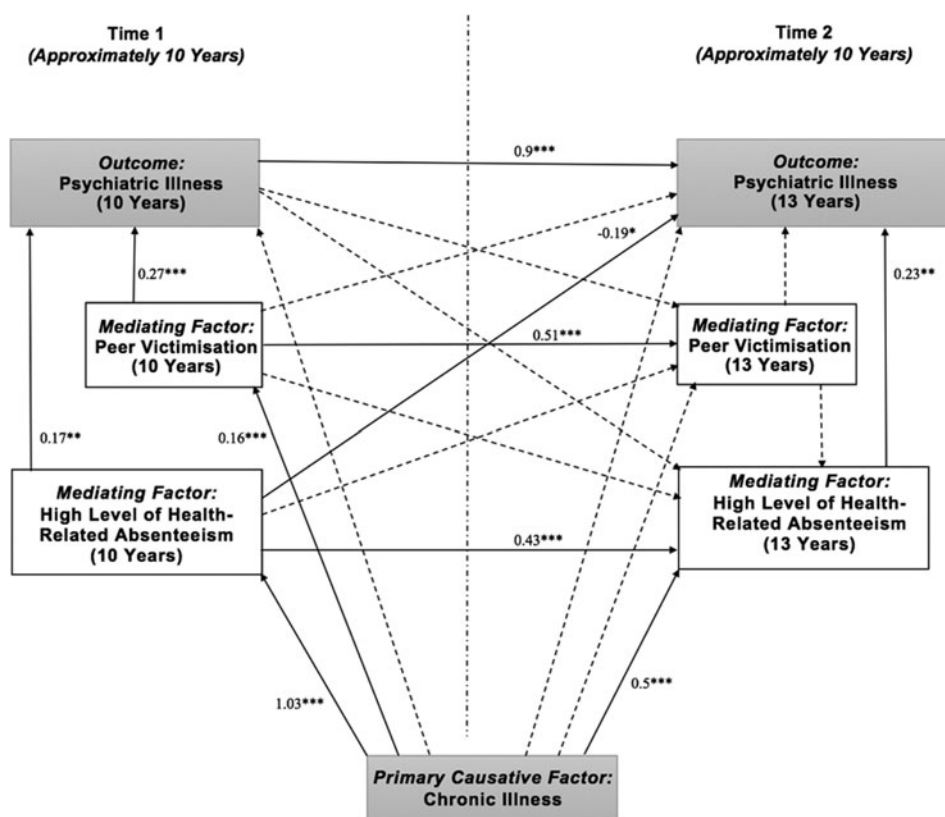 Time 1
(Approximately 10 Years)
Time 2
(Approximately 10 Years)
Outcome:
Psychiatric Illness
(10 Years)
0.9***
Outcome:
Psychiatric Illness
(13 Years)
-0.19*
0.27***
0.23**
Mediating Factor:
Peer Victimisation
(10 Years)
0.51***
Mediating Factor:
Peer Victimisation
(13 Years)
0.17**
0.16***
Mediating Factor:
High Level of Health-
Related Absenteeism
(10 Years)
0.43***
Mediating Factor:
High Level of Health-
Related Absenteeism
(13 Years)
1.03***
0.5***
Primary Causative Factor:
Chronic Illness